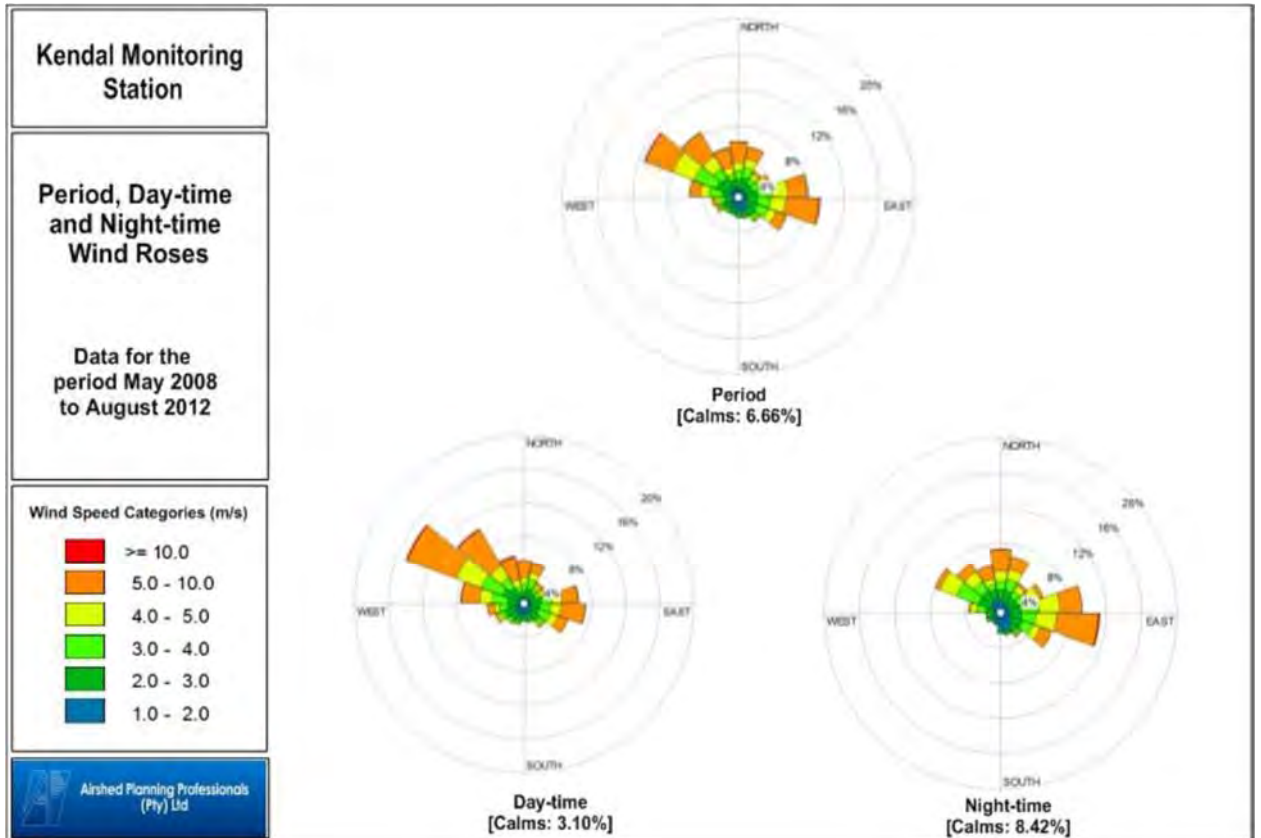 Kendal Monitoring
Station
Period, Day-time
and Night-time
Wind Roses
Data for the
period May 2008
to August 2012
Wind Speed Categories (m/s)
>= 10.0
5.0 - 10.0
4.0 - 5.0
3.0 - 4.0
2.0 - 3.0
1.0 - 2.0
Airshed Planning Professionals
(Pty) Ltd
NORTH
20%
16%
12%
8%
4%
WEST
EAST
SOUTH
Period
[Calms: 6.66%]
NORTH
20%
16%
12%
8%
4%
WEST
EAST
SOUTH
Day-time
[Calms: 3.10%]
NORTH
20%
16%
12%
8%
4%
WEST
EAST
SOUTH
Night-time
[Calms: 8.42%]